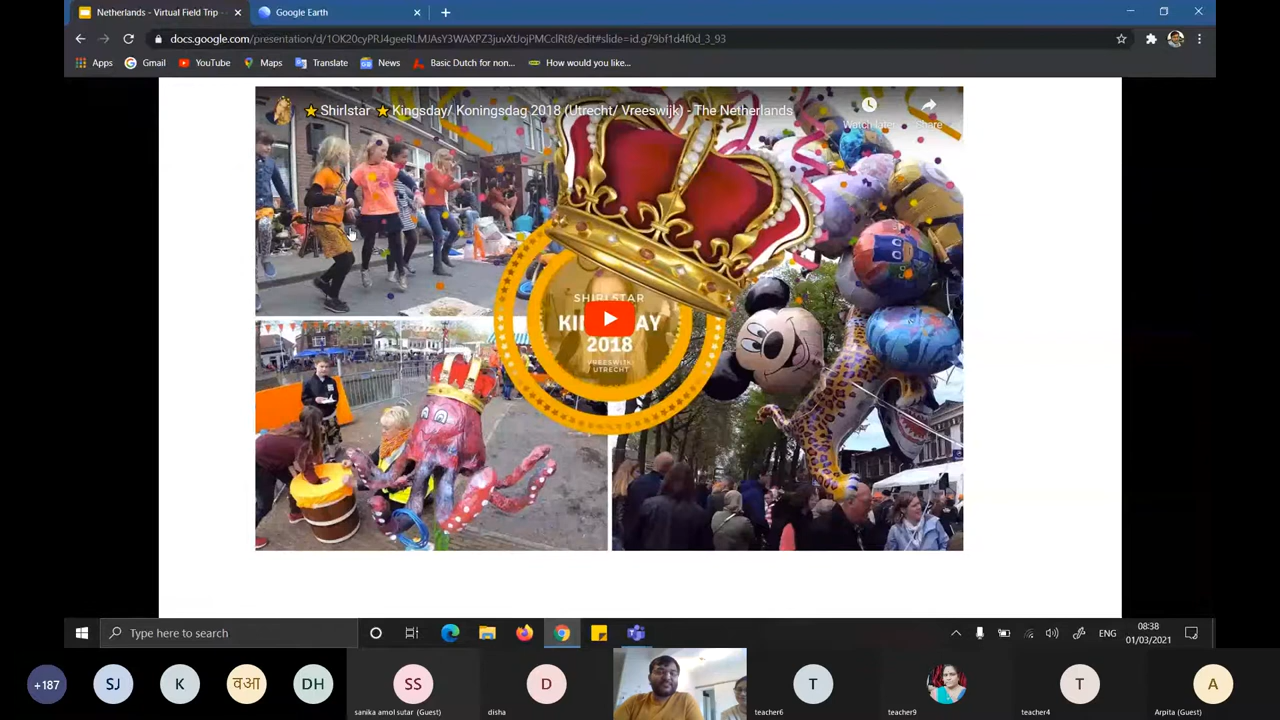 Netherlands - Virtual Field Trip -
Google Earth
docs.google.com/presentation/d/1OK20cyPRJ4geeRLMJAsY3WAXPZ3juvXtJojPMCclRt8/edit#slide=id.g79bf1d4f0d_3_93
Apps
Gmail
YouTube
Maps
Translate
News
Basic Dutch for non...
How would you like...
★Shirlstar ★Kingsday/ Koningsdag 2018 (Utrecht/ Vreeswijk) - The Netherlands
Watch later
Share
SHIRLSTAR
2018
VREESWIJK/
UTRECHT
Type here to search
ENG
08:38
01/03/2021
+187
SJ
K
वआ
DH
SS
D
T
T
A
sanika amol sutar (Guest)
disha
teacher6
teacher9
teacher4
Arpita (Guest)